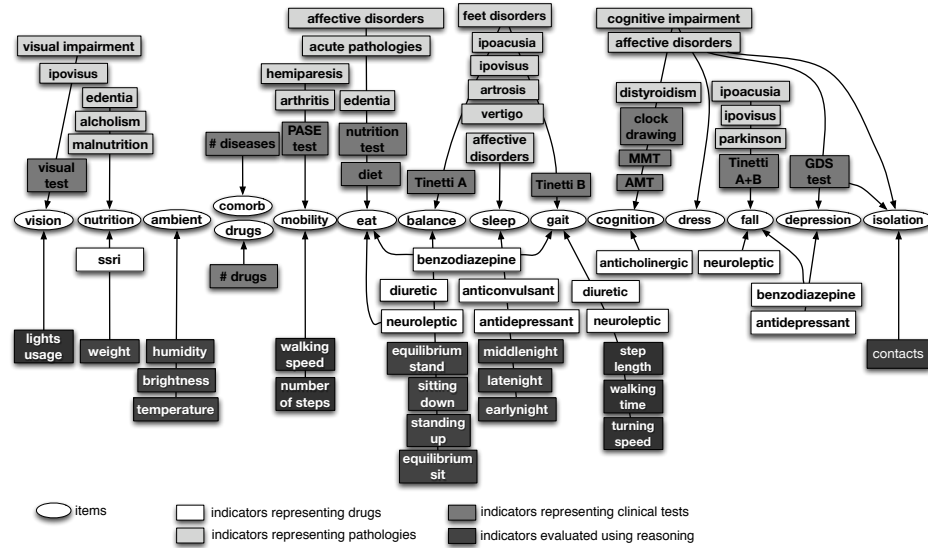 affective disorders
feet disorders
cognitive impairment
visual impairment
acute pathologies
ipoacusia
affective disorders
ipovisus
hemiparesis
ipovisus
edentia
arthritis
edentia
artrosis
distyroidism
ipoacusia
alcholism
vertigo
ipovisus
malnutrition
# diseases
PASE
test
nutrition
test
affective
disorders
clock
drawing
parkinson
visual
test
diet
Tinetti A
Tinetti B
MMT
AMT
Tinetti
A+B
GDS
test
vision
nutrition
ambient
comorb
drugs
mobility
eat
balance
sleep
gait
cognition
dress
fall
depression
isolation
ssri
# drugs
benzodiazepine
anticholinergic
neuroleptic
diuretic
anticonvulsant
diuretic
benzodiazepine
neuroleptic
antidepressant
neuroleptic
antidepressant
lights
usage
weight
humidity
brightness
temperature
walking
speed
number
of steps
equilibrium
stand
sitting
down
standing
up
equilibrium
sit
middlenight
latenight
earlynight
step
length
walking
time
turning
speed
contacts
items
indicators representing drugs
indicators representing clinical tests
indicators representing pathologies
indicators evaluated using reasoning